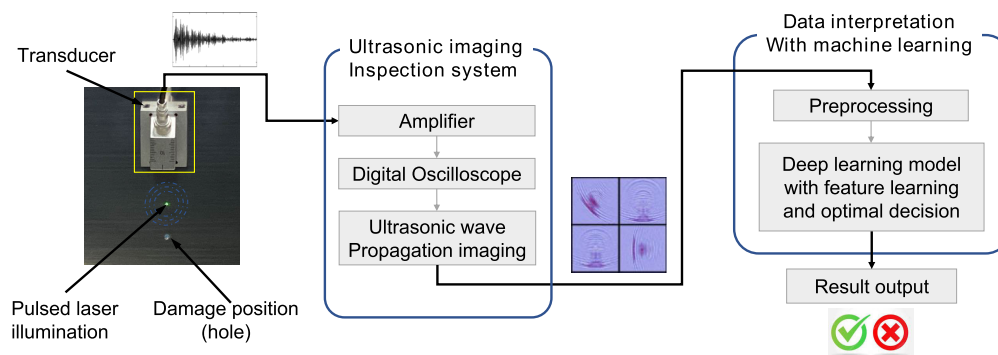 Transducer
Ultrasonic imaging
Inspection system
Amplifier
Digital Oscilloscope
Ultrasonic wave
Propagation imaging
Pulsed laser
illumination
Damage position
(hole)
Data interpretation
With machine learning
Preprocessing
Deep learning model
with feature learning
and optimal decision
Result output